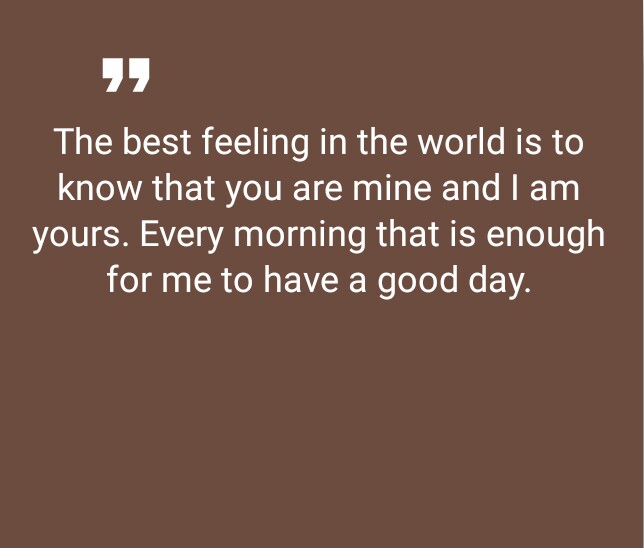 ”
The best feeling in the world is to
know that you are mine and I am
yours. Every morning that is enough
for me to have a good day.